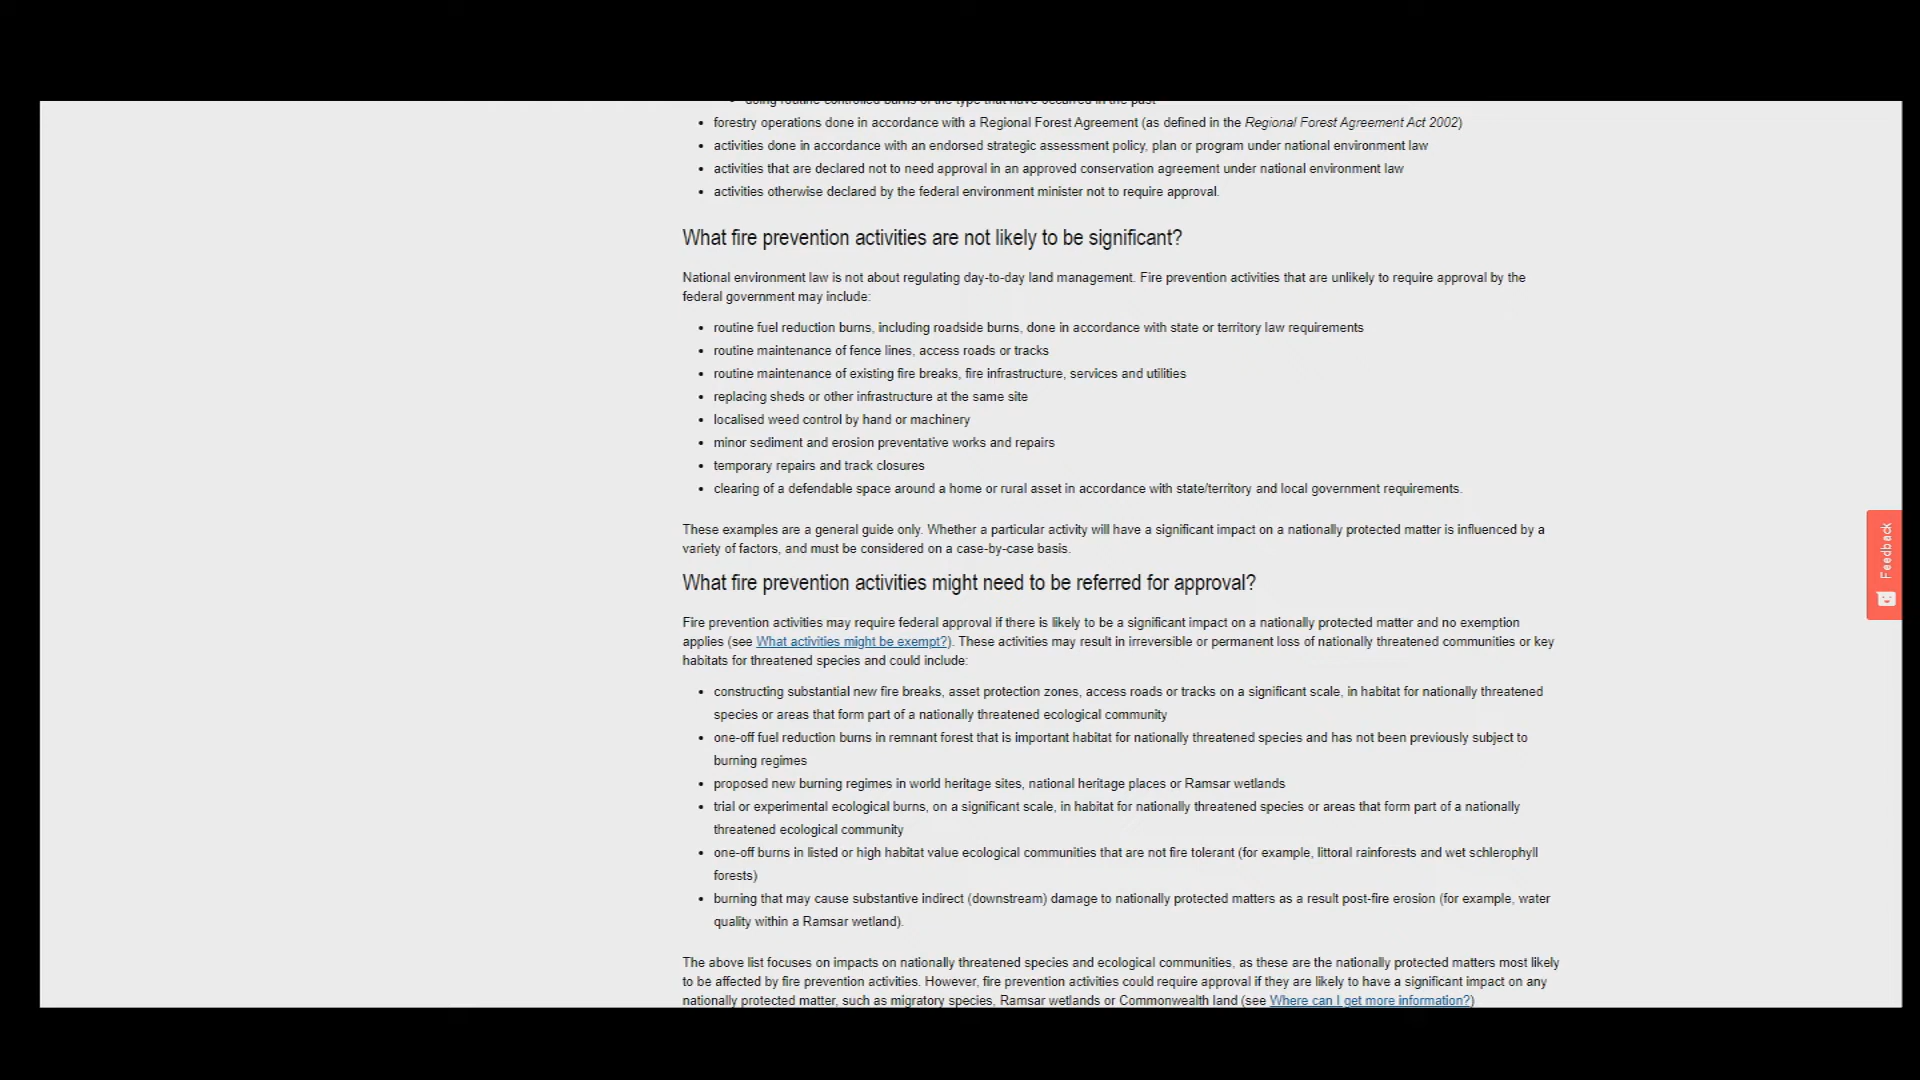 doing routine controlled burns of the type that have occurred in the past
forestry operations done in accordance with a Regional Forest Agreement (as defined in the Regional Forest Agreement Act 2002)
activities done in accordance with an endorsed strategic assessment policy, plan or program under national environment law
activities that are declared not to need approval in an approved conservation agreement under national environment law
activities otherwise declared by the federal environment minister not to require approval.
What fire prevention activities are not likely to be significant?
National environment law is not about regulating day-to-day land management. Fire prevention activities that are unlikely to require approval by the
federal government may include:
routine fuel reduction burns, including roadside burns, done in accordance with state or territory law requirements
routine maintenance of fence lines, access roads or tracks
routine maintenance of existing fire breaks, fire infrastructure, services and utilities
replacing sheds or other infrastructure at the same site
localised weed control by hand or machinery
minor sediment and erosion preventative works and repairs
temporary repairs and track closures
clearing of a defendable space around a home or rural asset in accordance with state/territory and local government requirements.
These examples are a general guide only. Whether a particular activity will have a significant impact on a nationally protected matter is influenced by a
variety of factors, and must be considered on a case-by-case basis.
What fire prevention activities might need to be referred for approval?
Fire prevention activities may require federal approval if there is likely to be a significant impact on a nationally protected matter and no exemption
applies (see What activities might be exempt?). These activities may result in irreversible or permanent loss of nationally threatened communities or key
habitats for threatened species and could include:
constructing substantial new fire breaks, asset protection zones, access roads or tracks on a significant scale, in habitat for nationally threatened
species or areas that form part of a nationally threatened ecological community
one-off fuel reduction burns in remnant forest that is important habitat for nationally threatened species and has not been previously subject to
burning regimes
proposed new burning regimes in world heritage sites, national heritage places or Ramsar wetlands
trial or experimental ecological burns, on a significant scale, in habitat for nationally threatened species or areas that form part of a nationally
threatened ecological community
one-off burns in listed or high habitat value ecological communities that are not fire tolerant (for example, littoral rainforests and wet schlerophyll
forests)
burning that may cause substantive indirect (downstream) damage to nationally protected matters as a result post-fire erosion (for example, water
quality within a Ramsar wetland).
The above list focuses on impacts on nationally threatened species and ecological communities, as these are the nationally protected matters most likely
to be affected by fire prevention activities. However, fire prevention activities could require approval if they are likely to have a significant impact on any
nationally protected matter, such as migratory species, Ramsar wetlands or Commonwealth land (see Where can I get more information?)
Feedback